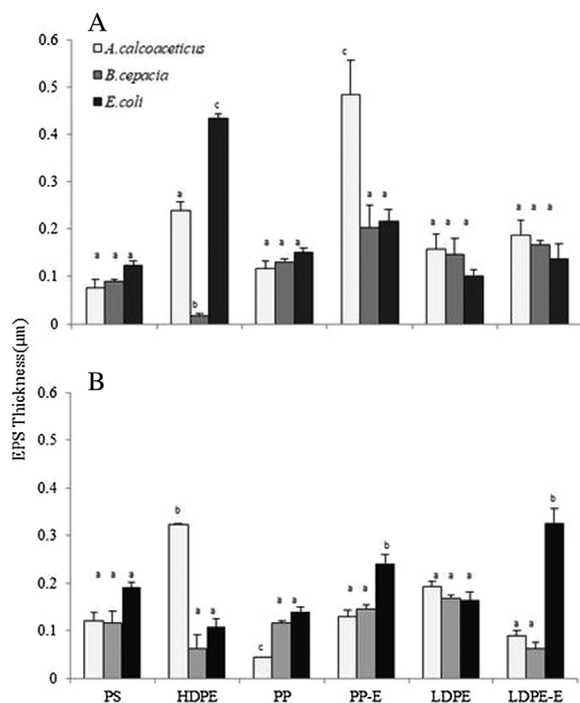 A
0.6
A.calcoaceticus
B.cepacia
E.coli
0.5
0.4
0.3
0.2
0.1
0
a a a
a b c
a a a
c a a
a a a
a a a
EPS Thickness(μm)
B
0.6
0.5
0.4
0.3
0.2
0.1
0
a a a
b a a
c a a
a a b
a a a
a a b
PS HDPE PP PP-E LDPE LDPE-E